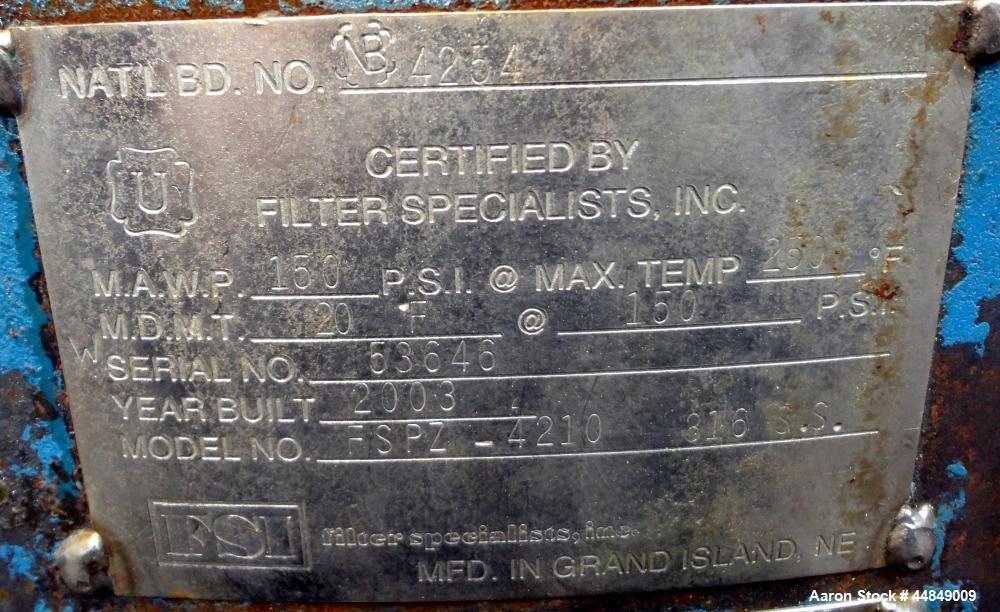 NAT'L BD. NO. NB 4254
U
CERTIFIED BY
FILTER SPECIALISTS, INC.
M.A.W.P. 150 P.S.I. @ MAX. TEMP 250 °F
M.D.M.T. 20 F @ 150 P.S.I.
W
SERIAL NO. 53646
YEAR BUILT 2003
MODEL NO. FSPZ - 4210 316 S.S.
FSI filter specialists, inc.
MFD. IN GRAND ISLAND, NE
Aaron Stock # 44849009